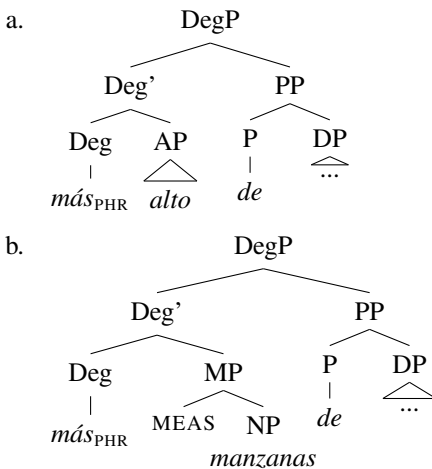 a. DegP
Deg’ PP
Deg AP P DP
másPHR alto de ...
b. DegP
Deg’ PP
Deg MP P DP
másPHR MEAS NP de ...
manzanas